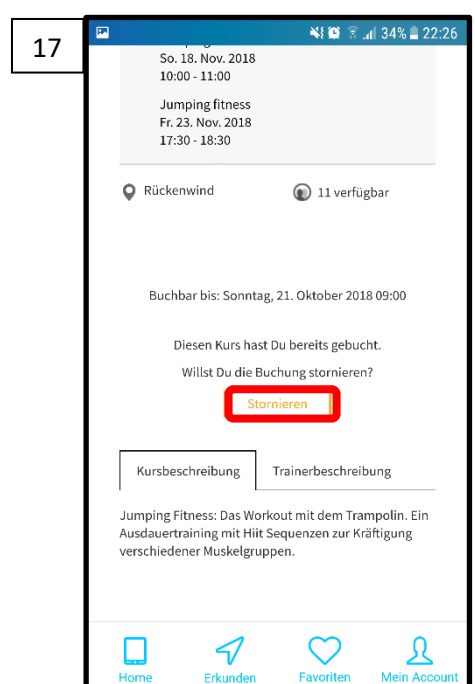 17
34% 22:26
So. 18. Nov. 2018
10:00 - 11:00
Jumping fitness
Fr. 23. Nov. 2018
17:30 - 18:30
Rückenwind
11 verfügbar
Buchbar bis: Sonntag, 21. Oktober 2018 09:00
Diesen Kurs hast Du bereits gebucht.
Willst Du die Buchung stornieren?
Stornieren
Kursbeschreibung
Trainerbeschreibung
Jumping Fitness: Das Workout mit dem Trampolin. Ein
Ausdauertraining mit Hiit Sequenzen zur Kräftigung
verschiedener Muskelgruppen.
Home
Erkunden
Favoriten
Mein Account